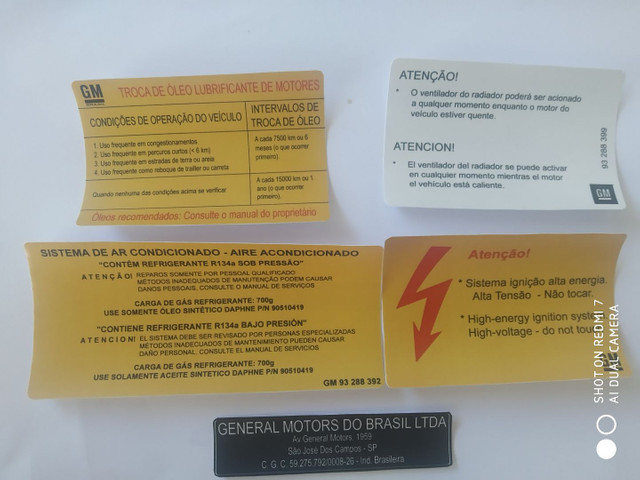 GM
TROCA DE ÓLEO LUBRIFICANTE DE MOTORES
CONDIÇÕES DE OPERAÇÃO DO VEÍCULO
INTERVALOS DE
TROCA DE ÓLEO
1. Uso frequente em congestionamentos
2. Uso frequente em percuros curtos (< 6 km)
3. Uso frequente em estradas de terra ou areia
4. Uso frequente como reboque de trailler ou carreta
A cada 7500 km ou 6
meses (o que ocorrer
primeiro).
Quando nenhuma das condições acima se verificar
A cada 15000 km ou 1
ano (o que ocorrer
primeiro).
Óleos recomendados: Consulte o manual do proprietário
ATENÇÃO!
• O ventilador do radiador poderá ser acionado
a qualquer momento enquanto o motor do
veículo estiver quente.
ATENCION!
• El ventilador del radiador se puede activar
en cualquier momento mientras el motor
el vehículo está caliente.
93 288 399
GM
SISTEMA DE AR CONDICIONADO - AIRE ACONDICIONADO
"CONTÉM REFRIGERANTE R134a SOB PRESSÃO"
ATENÇÃO! REPAROS SOMENTE POR PESSOAL QUALIFICADO
MÉTODOS INADEQUADOS DE MANUTENÇÃO PODEM CAUSAR
DANOS PESSOAIS, CONSULTE O MANUAL DE SERVIÇOS
CARGA DE GÁS REFRIGERANTE: 700g
USE SOMENTE ÓLEO SINTÉTICO DAPHNE P/N 90510419
"CONTIENE REFRIGERANTE R134a BAJO PRESIÓN"
ATENCION! EL SISTEMA DEBE SER REVISADO POR PERSONAS ESPECIALIZADAS
MÉTODOS INADECUADOS DE MANTENIMIENTO PUEDEN CAUSAR
DAÑO PERSONAL, CONSULTE EL MANUAL DE SERVICIOS
CARGA DE GÁS REFRIGERANTE: 700g
USE SOLAMENTE ACEITE SINTETICO DAPHNE P/N 90510419
GM 93 288 392
Atenção!
* Sistema ignição alta energia.
Alta Tensão - Não tocar.
* High-energy ignition
High-voltage - do not
SHOT ON REDMI 7
AI DUAL CAMERA
GENERAL MOTORS DO BRASIL LTDA
Av General Motors, 1959
São José Dos Campos - SP
C. G. C. 59.275.792/0008-26 - Ind. Brasileira